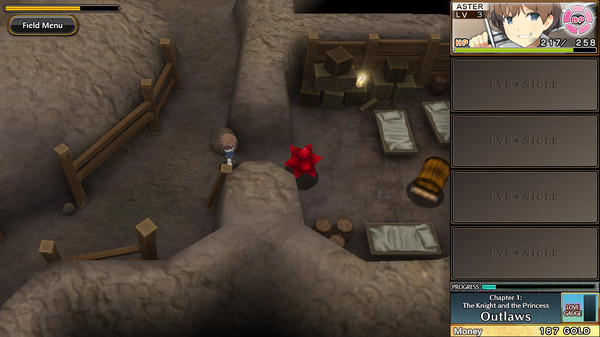 Field Menu
ASTER
LV 3
BP
HP 217/ 258
EVE★NICLE
EVE★NICLE
EVE★NICLE
EVE★NICLE
PROGRESS
Chapter 1:
The Knight and the Princess
Outlaws
LOVE
GAUGE
Money 187 GOLD